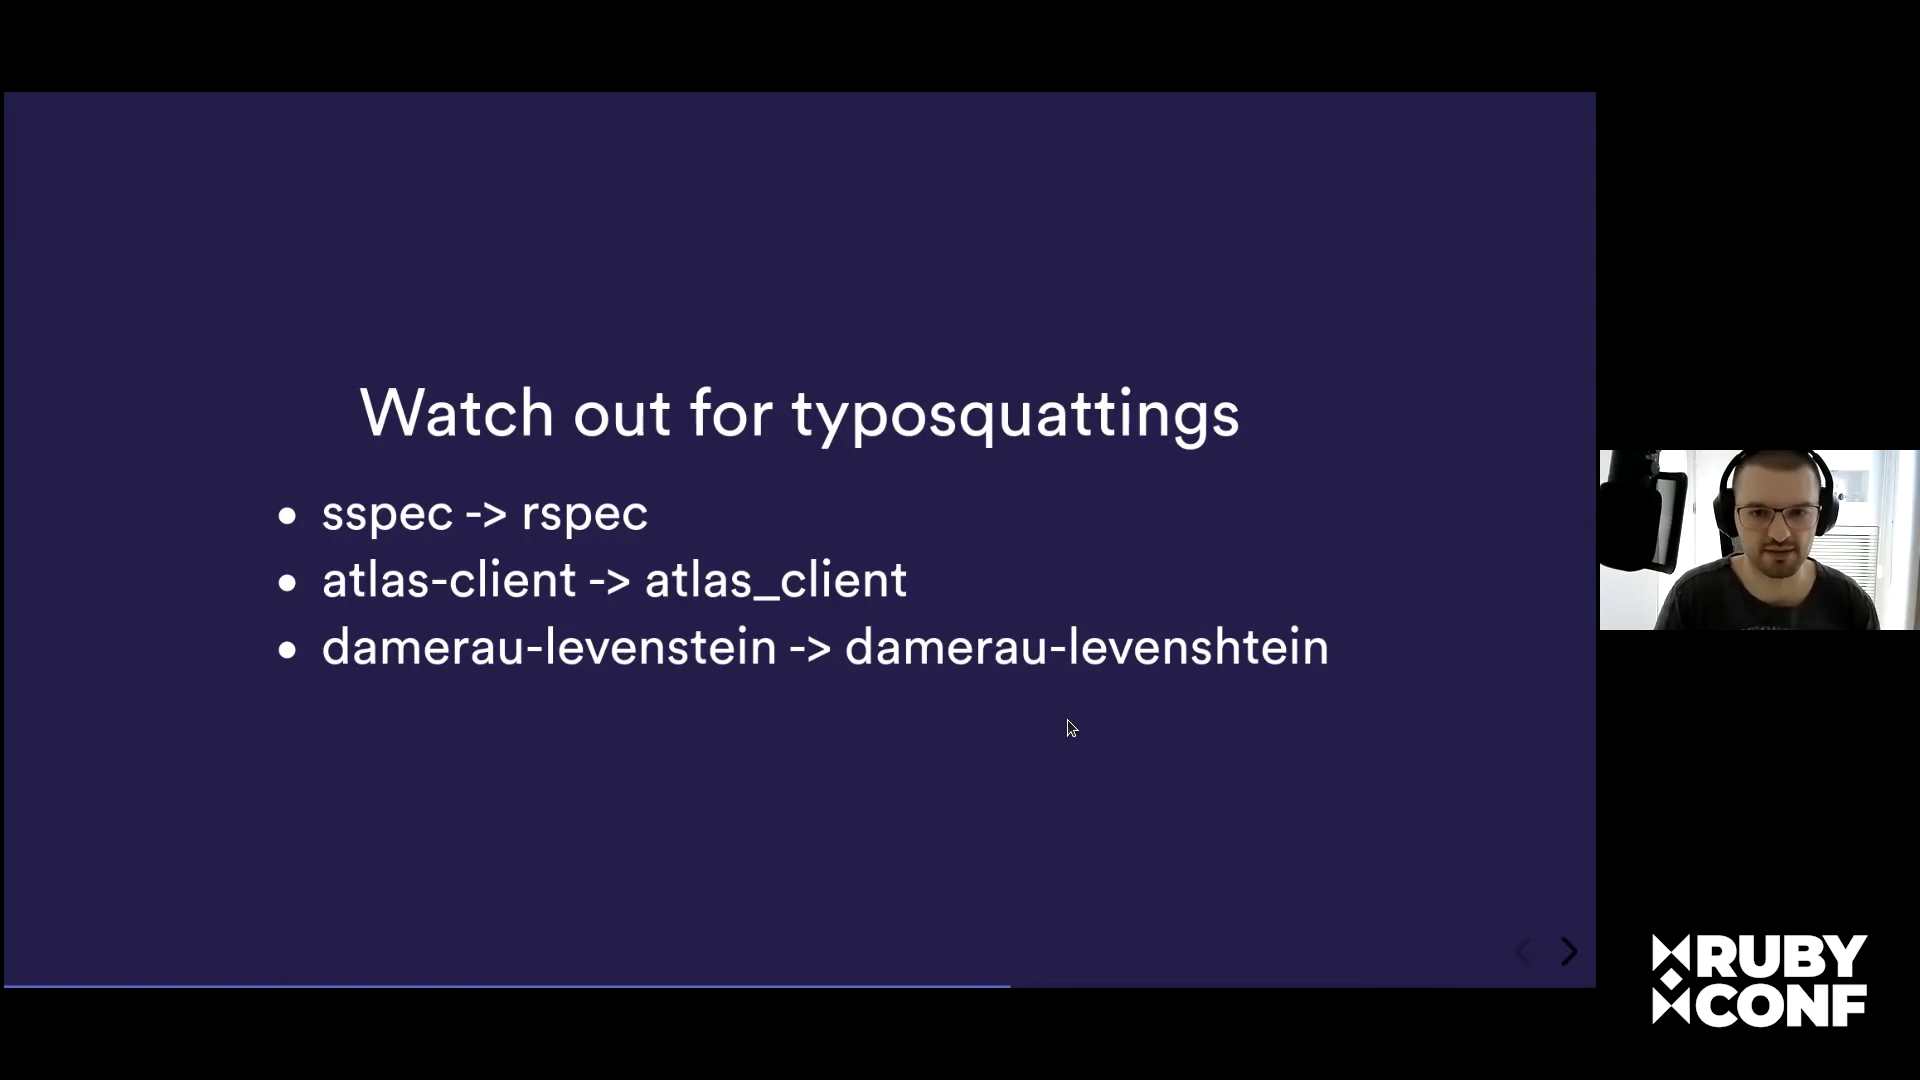 Watch out for typosquattings
• sspec -> rspec
• atlas-client -> atlas_client
• damerau-levenstein -> damerau-levenshtein
RUBY
CONF